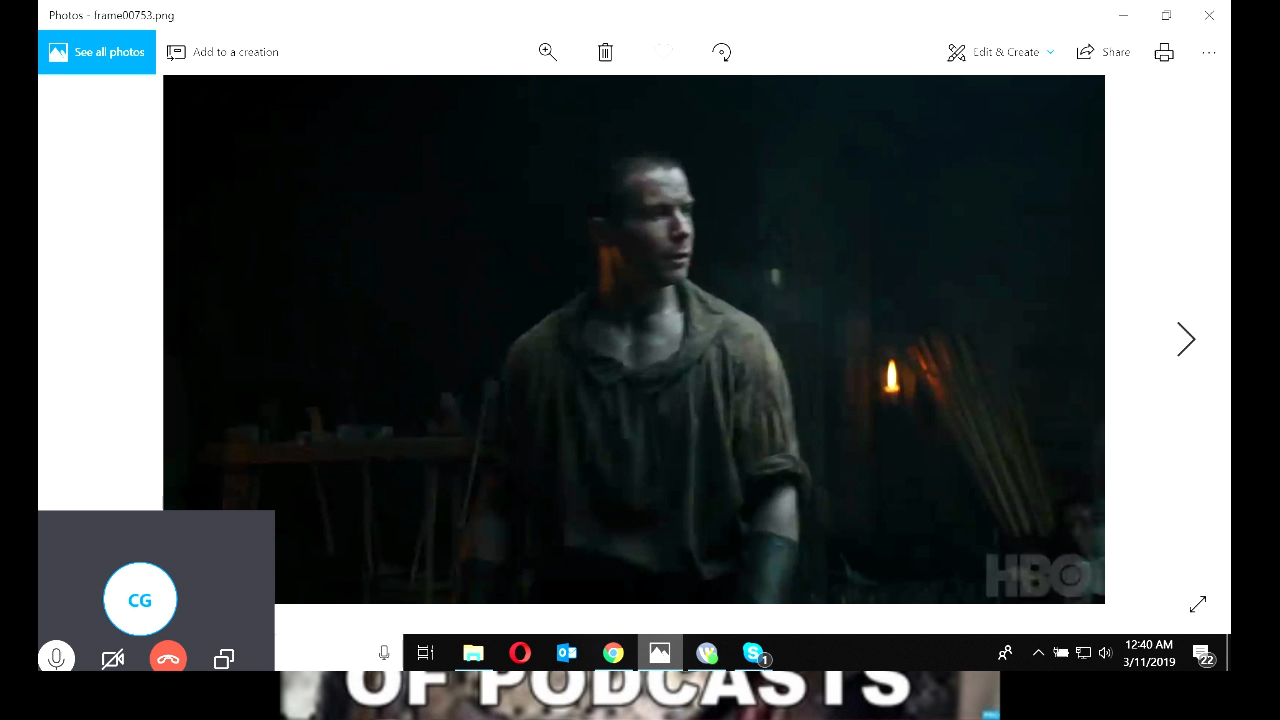 Photos - frame00753.png
See all photos
Add to a creation
Edit & Create
Share
HBO
CG
1
12:40 AM
3/11/2019
22
OF PODCASTS